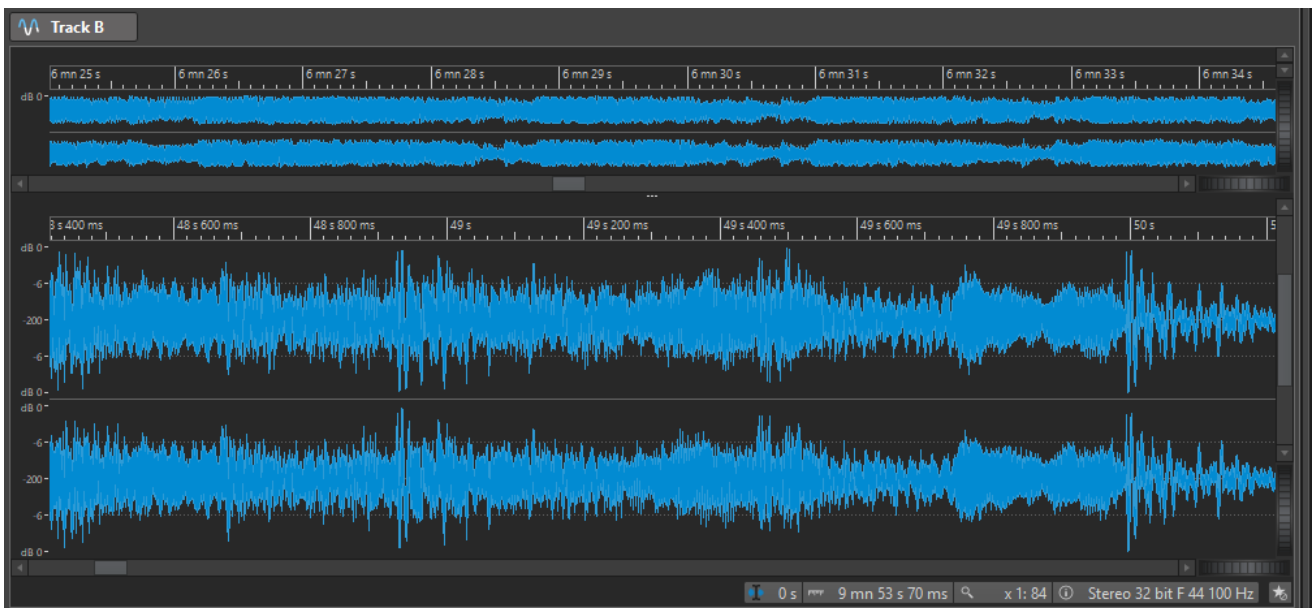 Track B
6 mn 25 s 6 mn 26 s 6 mn 27 s 6 mn 28 s 6 mn 29 s 6 mn 30 s 6 mn 31 s 6 mn 32 s 6 mn 33 s 6 mn 34 s
dB 0
3 s 400 ms 48 s 600 ms 48 s 800 ms 49 s 49 s 200 ms 49 s 400 ms 49 s 600 ms 49 s 800 ms 50 s 5
dB 0
-6
-200
-6
dB 0
dB 0
-6
-200
-6
dB 0
0 s 9 mn 53 s 70 ms x 1: 84 Stereo 32 bit F 44 100 Hz